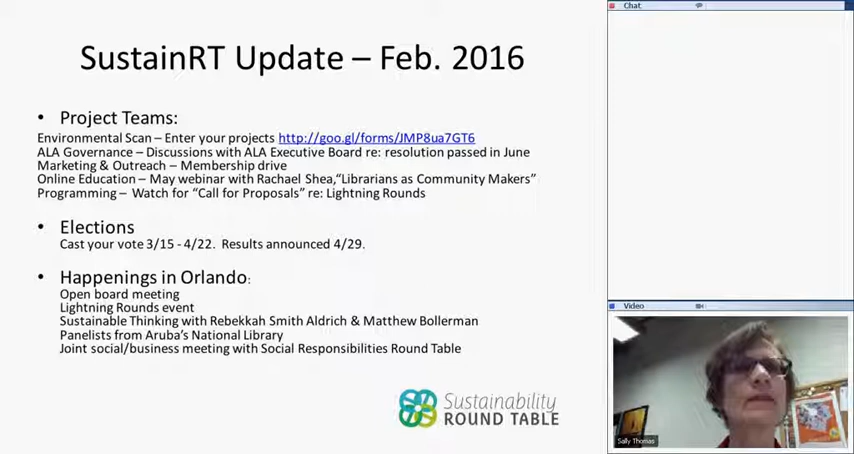 SustainRT Update – Feb. 2016
• Project Teams:
Environmental Scan – Enter your projects http://goo.gl/forms/JMP8ua7GT6
ALA Governance – Discussions with ALA Executive Board re: resolution passed in June
Marketing & Outreach – Membership drive
Online Education – May webinar with Rachael Shea,"Librarians as Community Makers"
Programming – Watch for "Call for Proposals" re: Lightning Rounds
• Elections
Cast your vote 3/15 - 4/22. Results announced 4/29.
• Happenings in Orlando:
Open board meeting
Lightning Rounds event
Sustainable Thinking with Rebekkah Smith Aldrich & Matthew Bollerman
Panelists from Aruba's National Library
Joint social/business meeting with Social Responsibilities Round Table
Sustainability
ROUND TABLE
Chat
Video
Sally Thomas